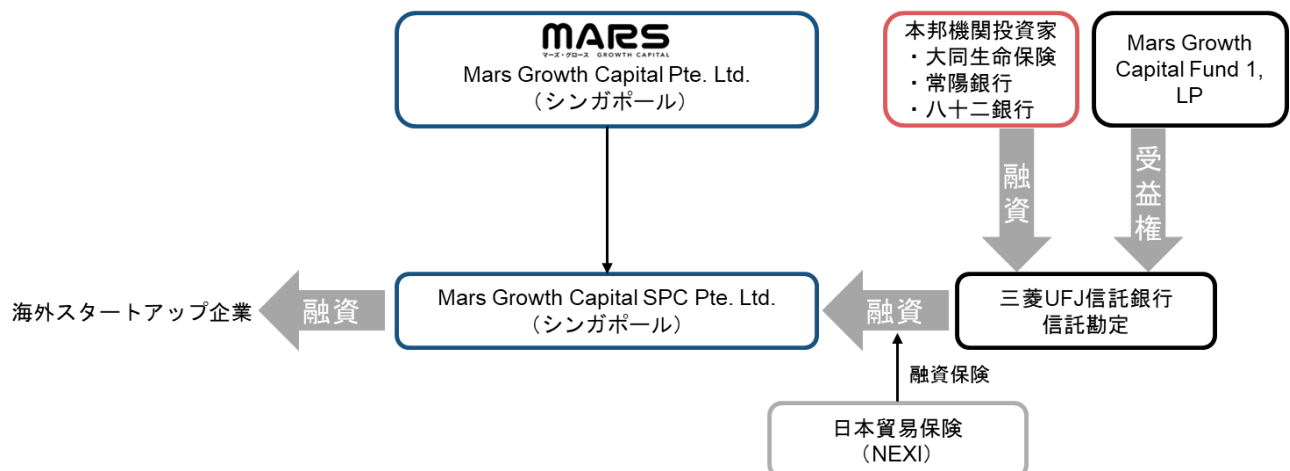 MARS
マーズ・グロース GROWTH CAPITAL
Mars Growth Capital Pte. Ltd.
（シンガポール）
本邦機関投資家
・大同生命保険
・常陽銀行
・八十二銀行
Mars Growth
Capital Fund 1,
LP
融資
受益権
海外スタートアップ企業
融資
Mars Growth Capital SPC Pte. Ltd.
（シンガポール）
融資
三菱UFJ信託銀行
信託勘定
融資保険
日本貿易保険
（NEXI）